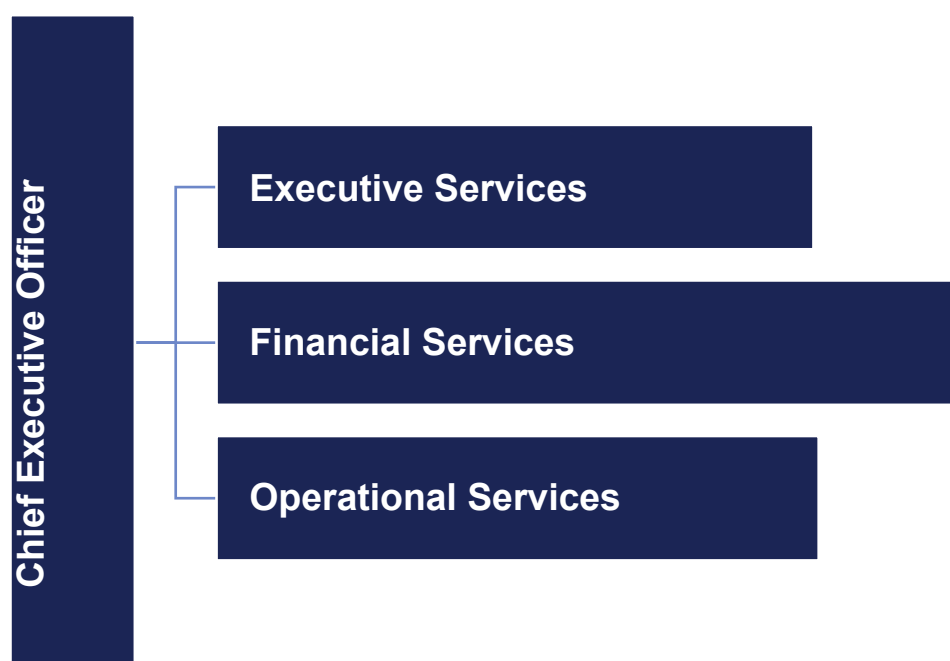 Chief Executive Officer
Executive Services
Financial Services
Operational Services